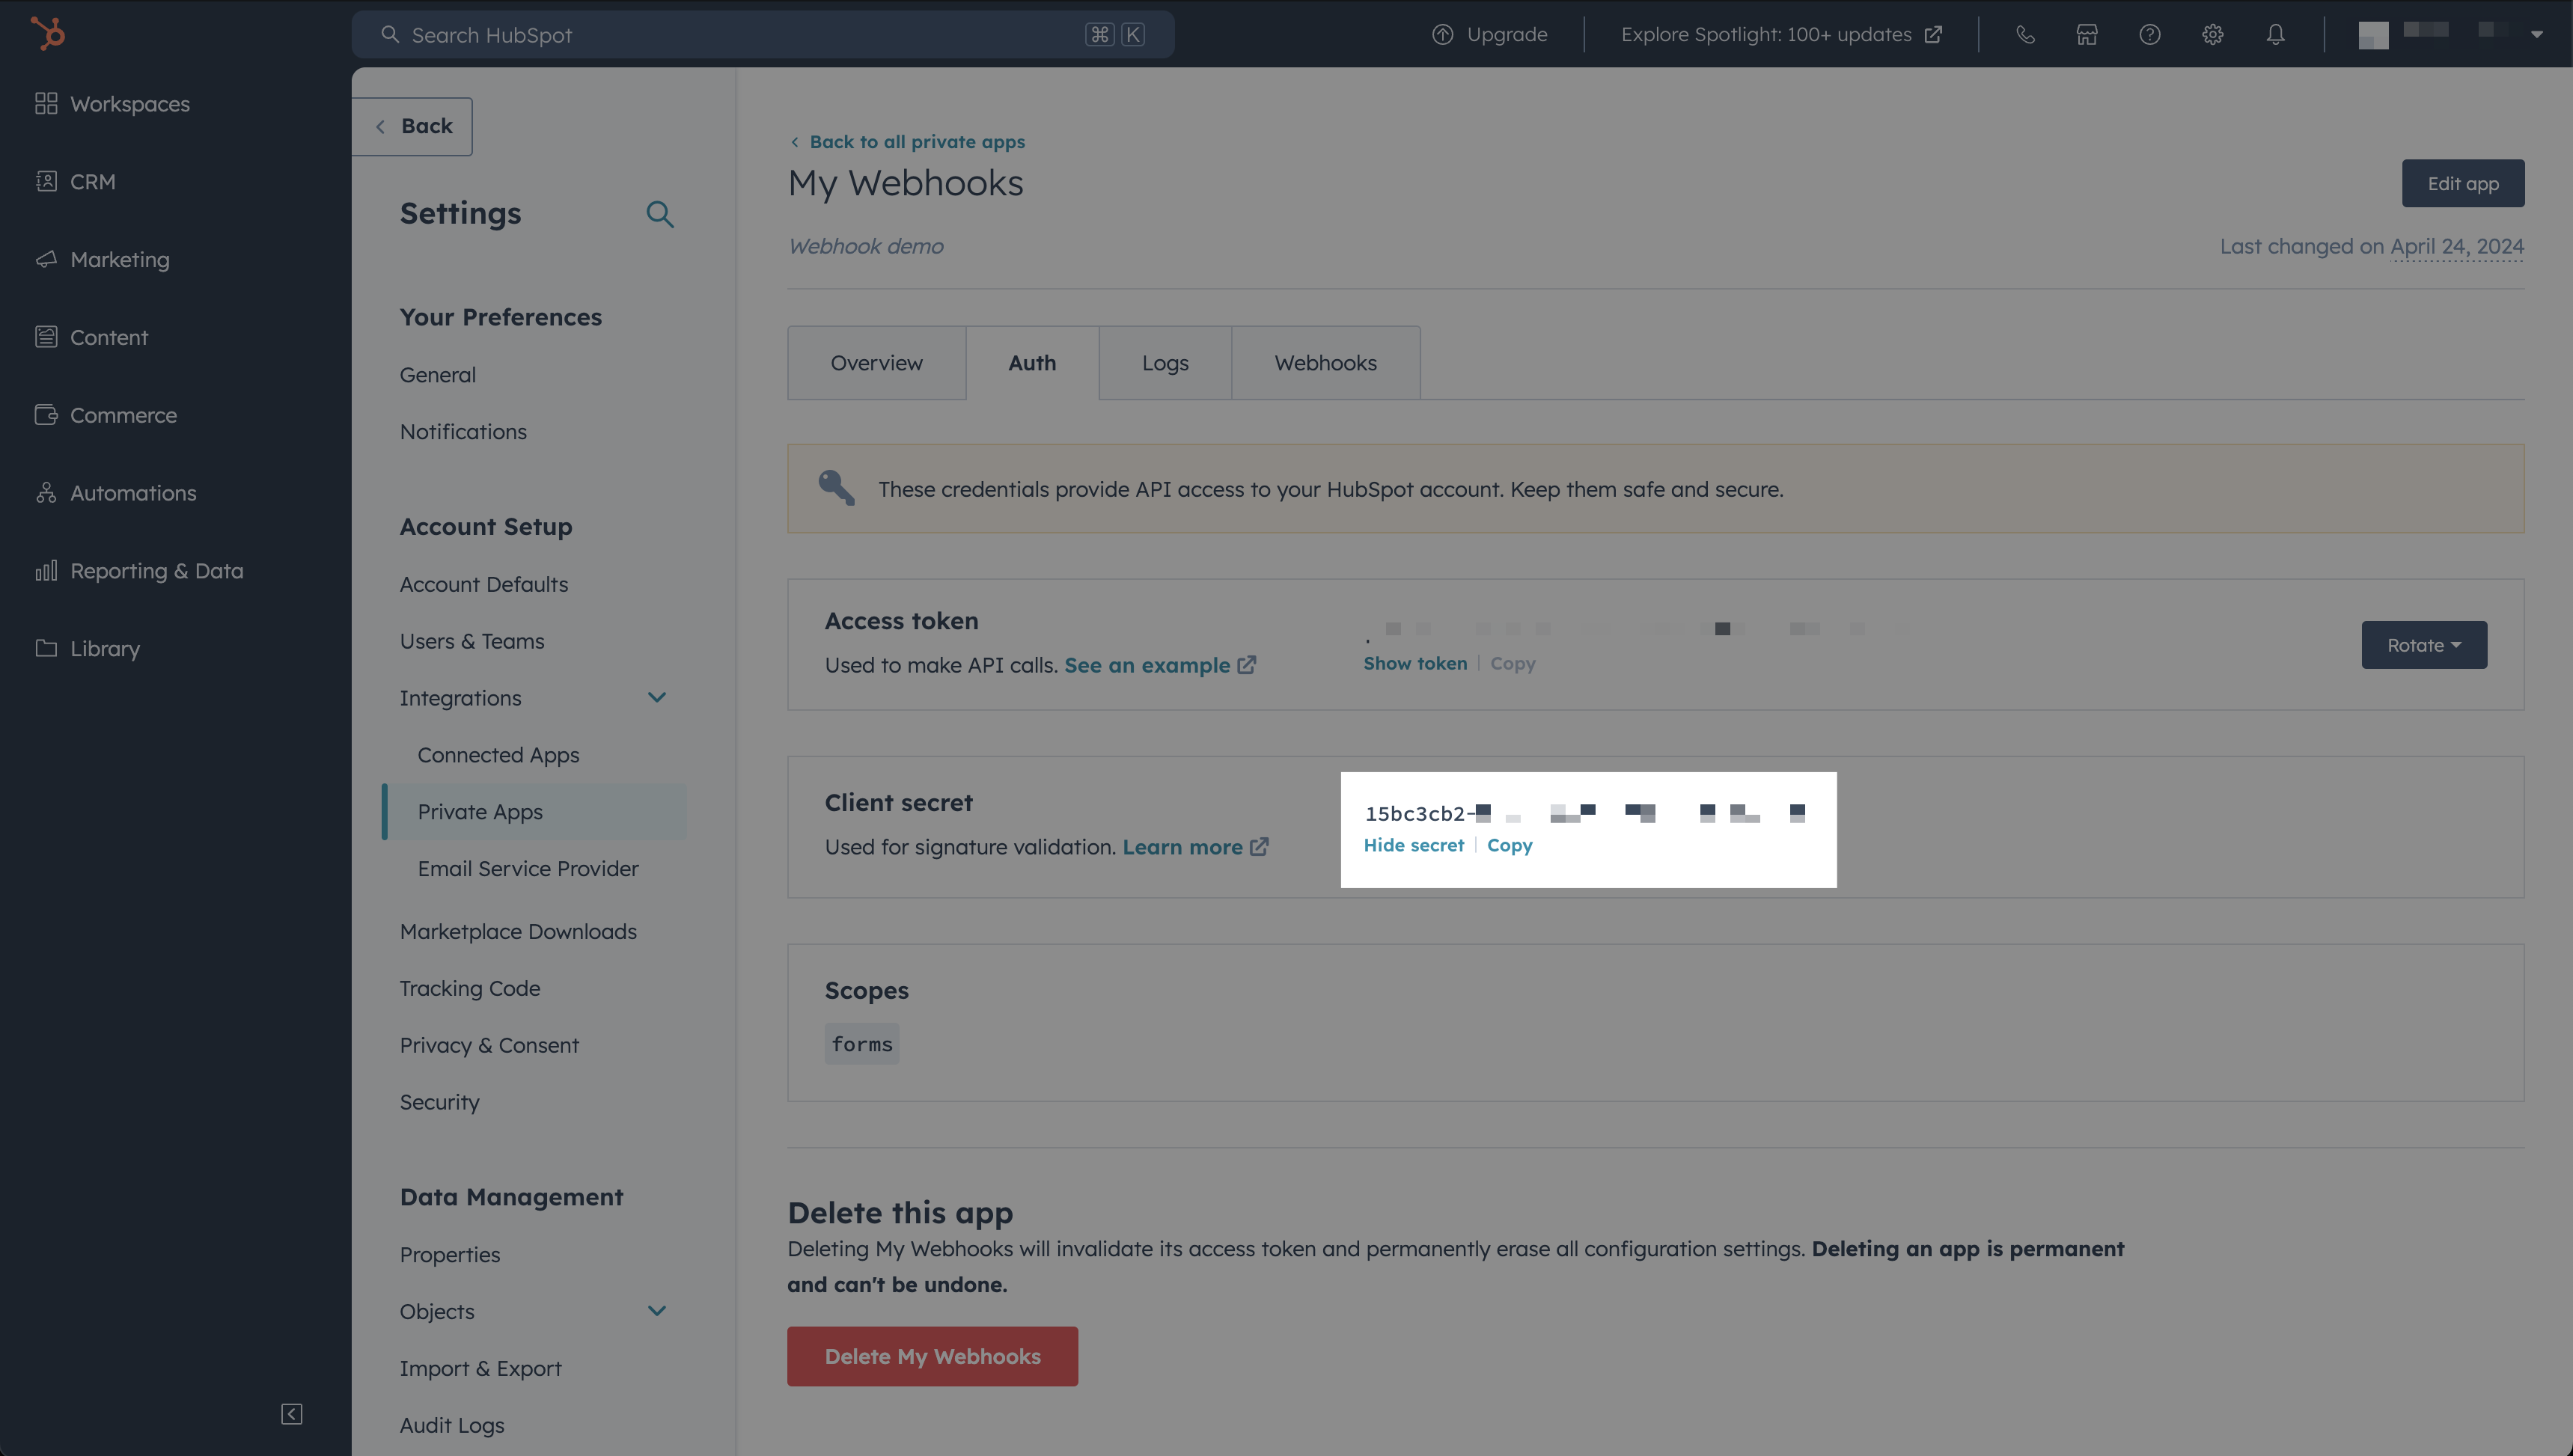 Search HubSpot
⌘ K
Upgrade
Explore Spotlight: 100+ updates
Workspaces
CRM
Marketing
Content
Commerce
Automations
Reporting & Data
Library
Back
Settings
Your Preferences
General
Notifications
Account Setup
Account Defaults
Users & Teams
Integrations
Connected Apps
Private Apps
Email Service Provider
Marketplace Downloads
Tracking Code
Privacy & Consent
Security
Data Management
Properties
Objects
Import & Export
Audit Logs
Back to all private apps
My Webhooks
Edit app
Webhook demo
Last changed on April 24, 2024
Overview
Auth
Logs
Webhooks
These credentials provide API access to your HubSpot account. Keep them safe and secure.
Access token
Used to make API calls. See an example
Show token
Copy
Rotate
Client secret
Used for signature validation. Learn more
15bc3cb2-
Hide secret
Copy
Scopes
forms
Delete this app
Deleting My Webhooks will invalidate its access token and permanently erase all configuration settings. Deleting an app is permanent
and can't be undone.
Delete My Webhooks